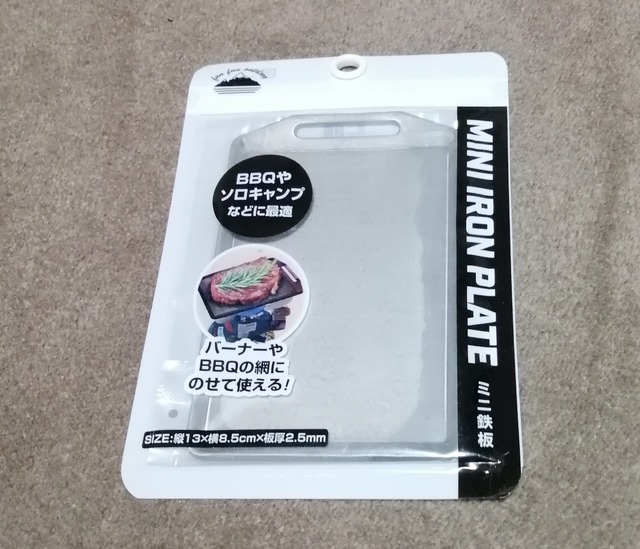 BBQや
ソロキャンプ
などに最適
バーナーや
BBQの網に
のせて使える!
SIZE:縦13×横8.5cm×板厚2.5mm
MINI IRON PLATE ミニ鉄板